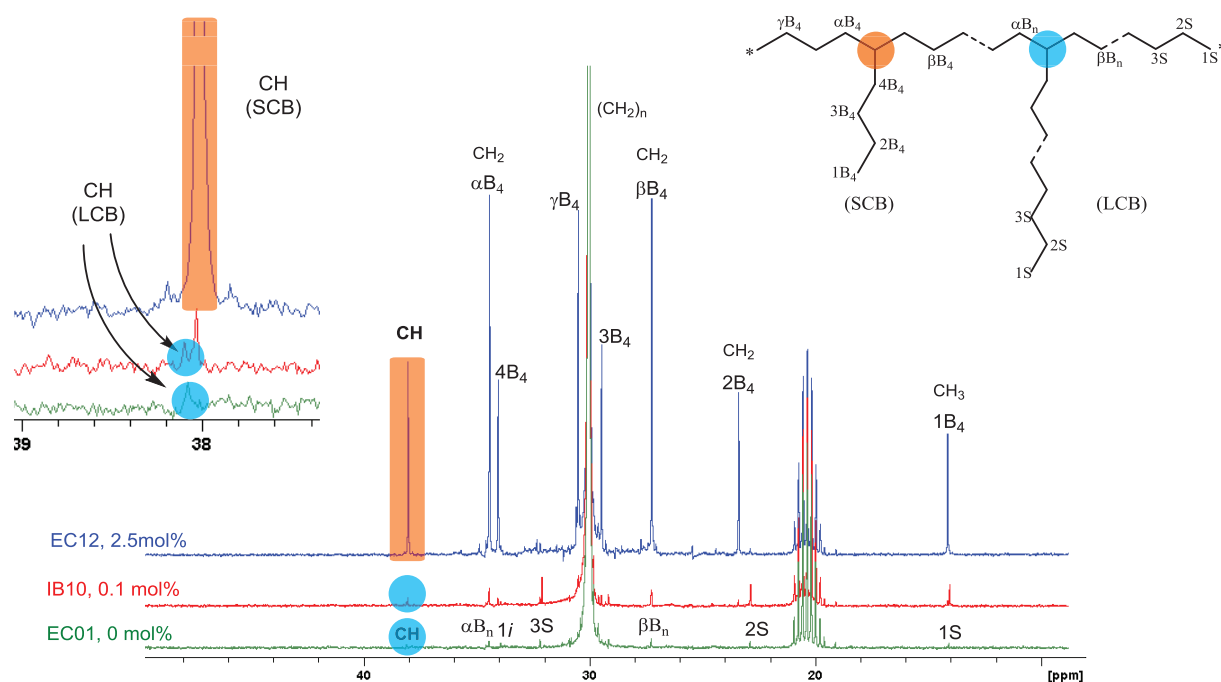 CH
(SCB)
CH
(LCB)
39
38
γB₄
αB₄
βB₄
4B₄
3B₄
2B₄
1B₄
(SCB)
αBₙ
βBₙ
2S
3S
1S
3S
2S
1S
(LCB)
*
*
(CH₂)ₙ
CH₂
αB₄
CH₂
βB₄
γB₄
CH
4B₄
3B₄
CH₂
2B₄
CH₃
1B₄
EC12, 2.5mol%
IB10, 0.1 mol%
EC01, 0 mol%
CH
αBₙ
1i
3S
βBₙ
2S
1S
40
30
20
[ppm]